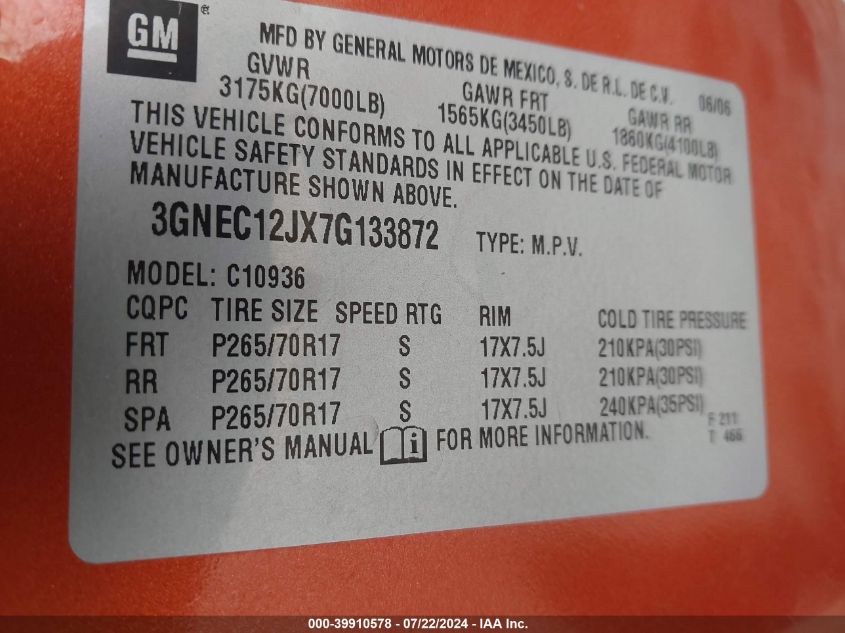 GM
MFD BY GENERAL MOTORS DE MEXICO, S. DE R.L. DE C.V. 06/06
GVWR GAWR FRT GAWR RR
3175KG(7000LB) 1565KG(3450LB) 1860KG(4100LB)
THIS VEHICLE CONFORMS TO ALL APPLICABLE U.S. FEDERAL MOTOR
VEHICLE SAFETY STANDARDS IN EFFECT ON THE DATE OF
MANUFACTURE SHOWN ABOVE.
3GNEC12JX7G133872 TYPE: M.P.V.
MODEL: C10936
CQPC TIRE SIZE SPEED RTG RIM COLD TIRE PRESSURE
FRT P265/70R17 S 17X7.5J 210KPA(30PSI)
RR P265/70R17 S 17X7.5J 210KPA(30PSI)
SPA P265/70R17 S 17X7.5J 240KPA(35PSI)
F 211
SEE OWNER'S MANUAL i FOR MORE INFORMATION. T 466
000-39910578 / 07/22/2024 - IAA Inc.